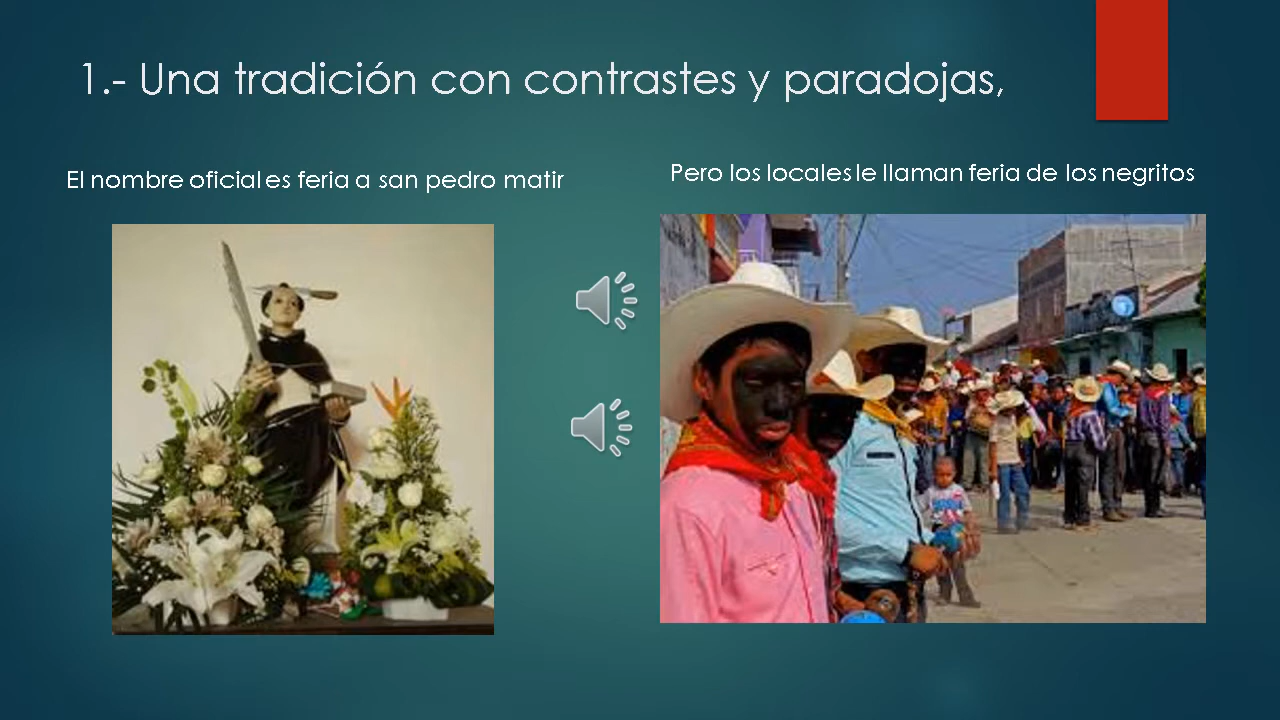 1.- Una tradición con contrastes y paradojas,
El nombre oficial es feria a san pedro matir
Pero los locales le llaman feria de los negritos